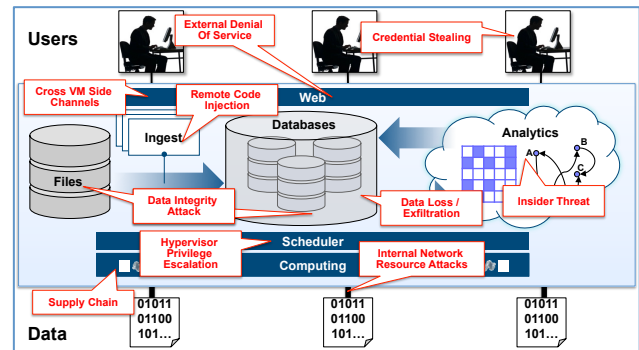 Users
External Denial
Of Service
Credential Stealing
Cross VM Side
Channels
Remote Code
Injection
Web
Ingest
Databases
Analytics
A
B
C
Files
Data Integrity
Attack
Data Loss /
Exfiltration
Insider Threat
Hypervisor
Privilege
Escalation
Scheduler
Computing
Internal Network
Resource Attacks
Supply Chain
Data
01011
01100
101...
01011
01100
101...
01011
01100
101...